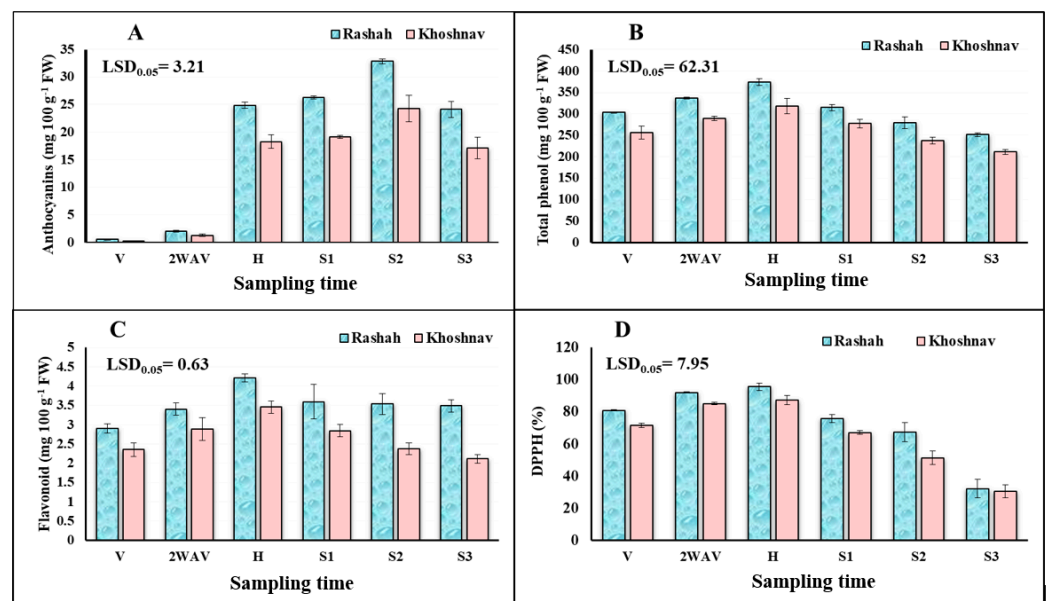 A
Rashah Khoshnav
LSD0.05= 3.21
Anthocyanins (mg 100 g-1 FW)
35
30
25
20
15
10
5
0
V 2WAV H S1 S2 S3
Sampling time
B
Rashah Khoshnav
LSD0.05= 62.31
Total phenol (mg 100 g-1 FW)
450
400
350
300
250
200
150
100
50
0
V 2WAV H S1 S2 S3
Sampling time
C
Rashah Khoshnav
LSD0.05= 0.63
Flavonoid (mg 100 g-1 FW)
5
4.5
4
3.5
3
2.5
2
1.5
1
0.5
0
V 2WAV H S1 S2 S3
Sampling time
D
Rashah Khoshnav
LSD0.05= 7.95
DPPH (%)
120
100
80
60
40
20
0
V 2WAV H S1 S2 S3
Sampling time